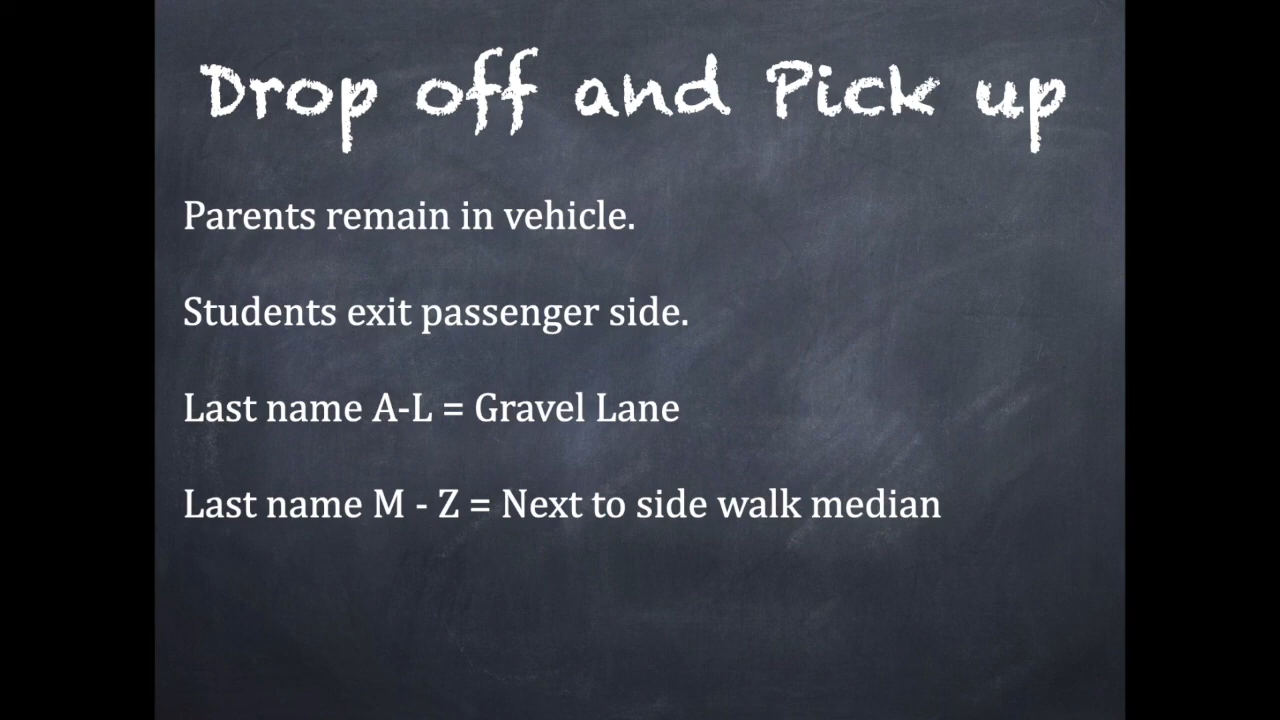 Drop off and Pick up
Parents remain in vehicle.
Students exit passenger side.
Last name A-L = Gravel Lane
Last name M - Z = Next to side walk median